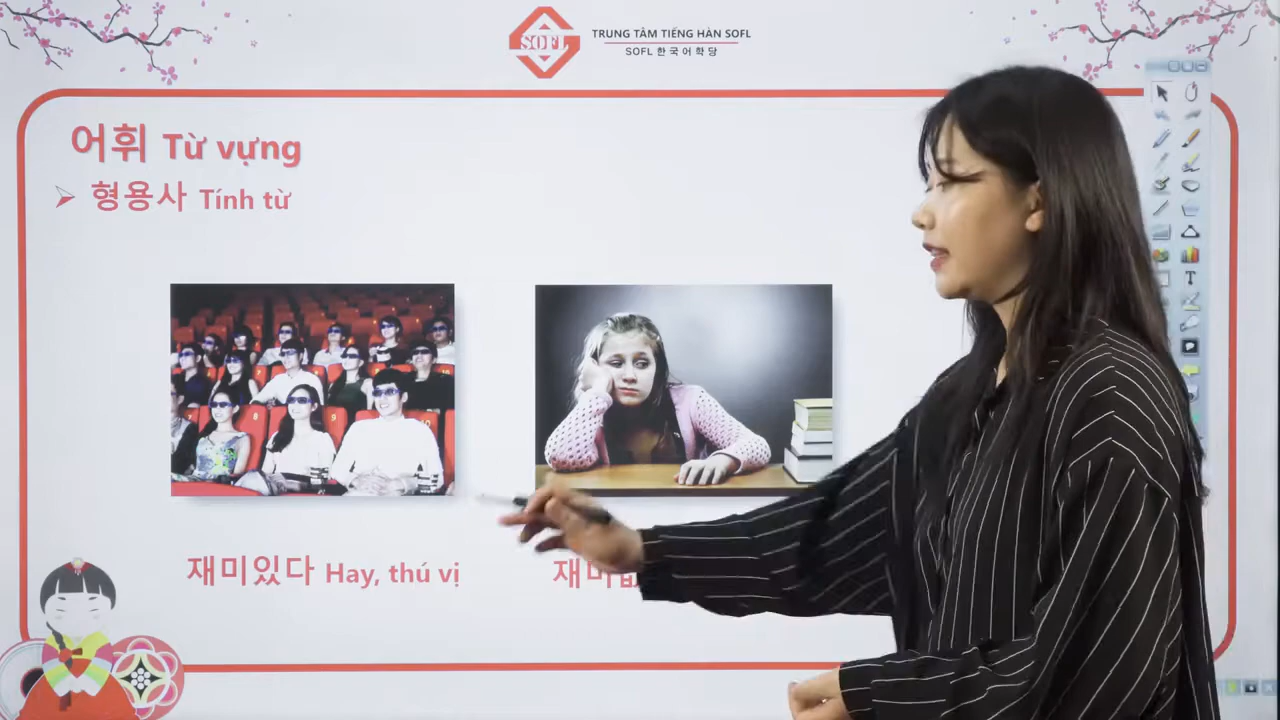 SOFL
TRUNG TÂM TIẾNG HÀN SOFL
SOFL 한국어학당
어휘 Từ vựng
형용사 Tính từ
재미있다 Hay, thú vị